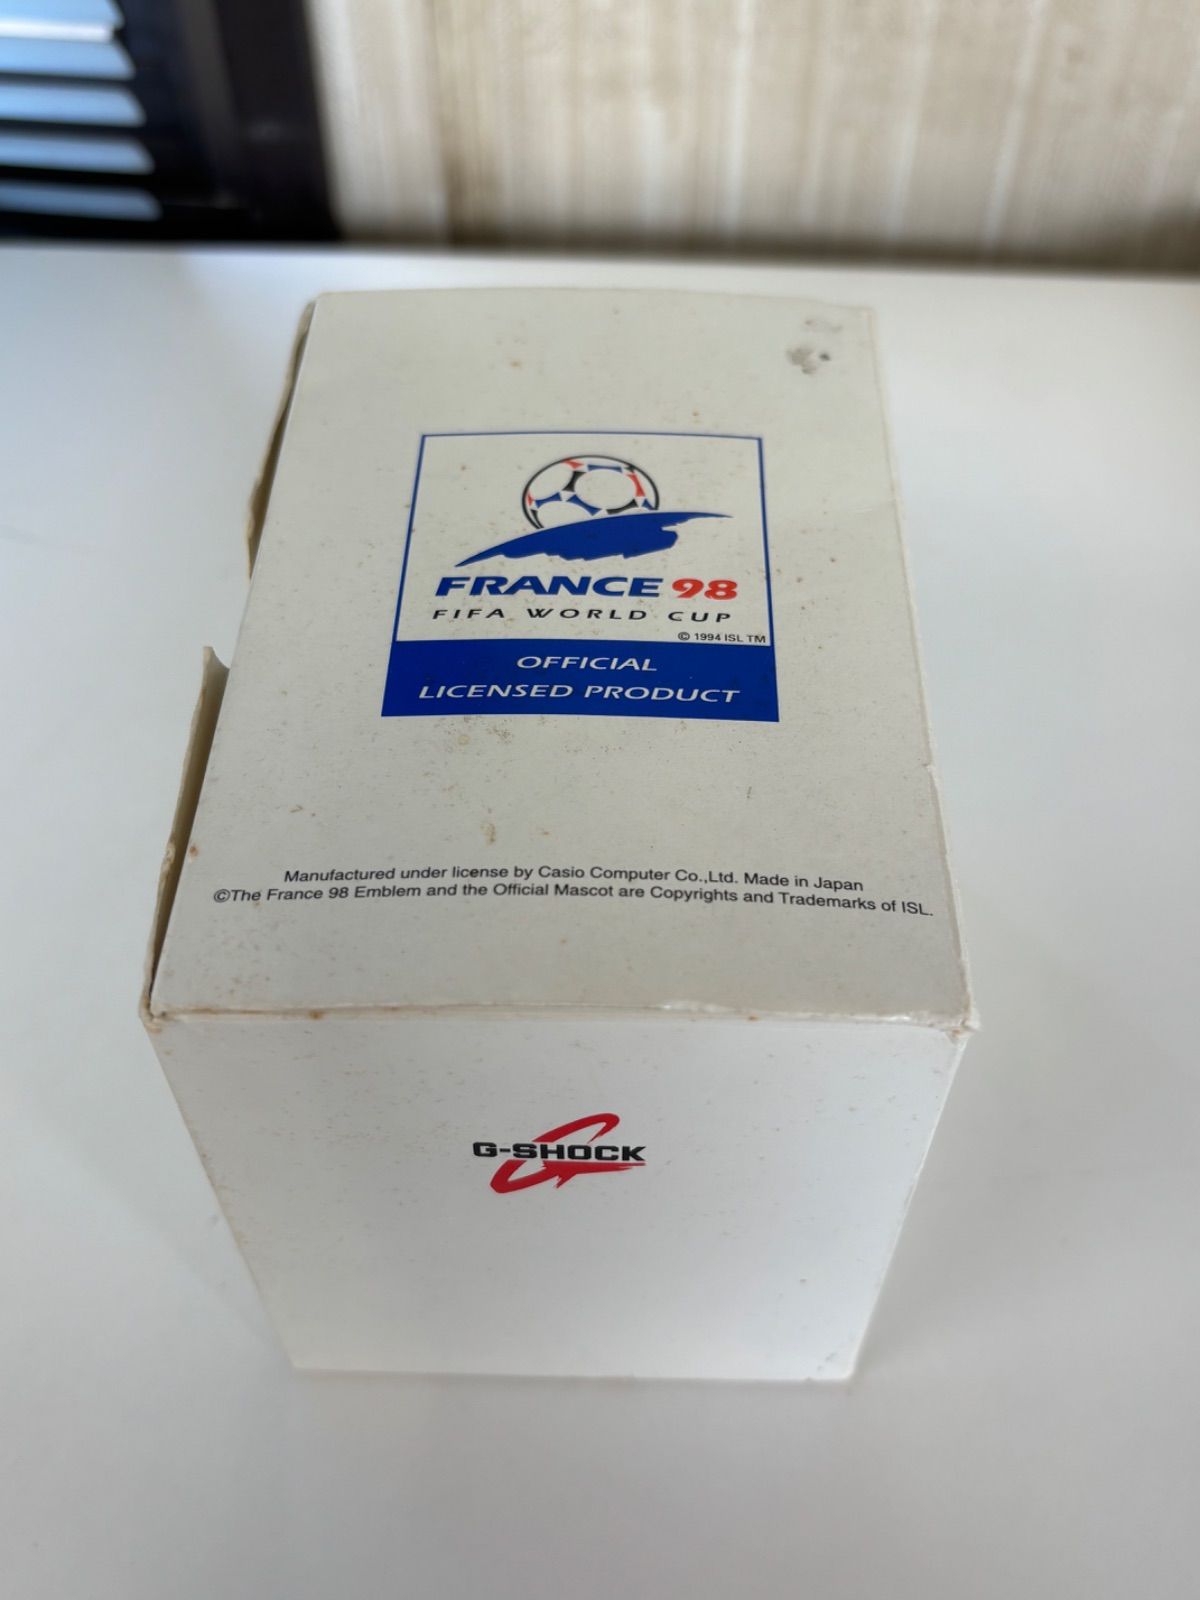 FRANCE 98
FIFA WORLD CUP
© 1994 ISL TM
OFFICIAL
LICENSED PRODUCT
Manufactured under license by Casio Computer Co.,Ltd. Made in Japan
©The France 98 Emblem and the Official Mascot are Copyrights and Trademarks of ISL.
G-SHOCK